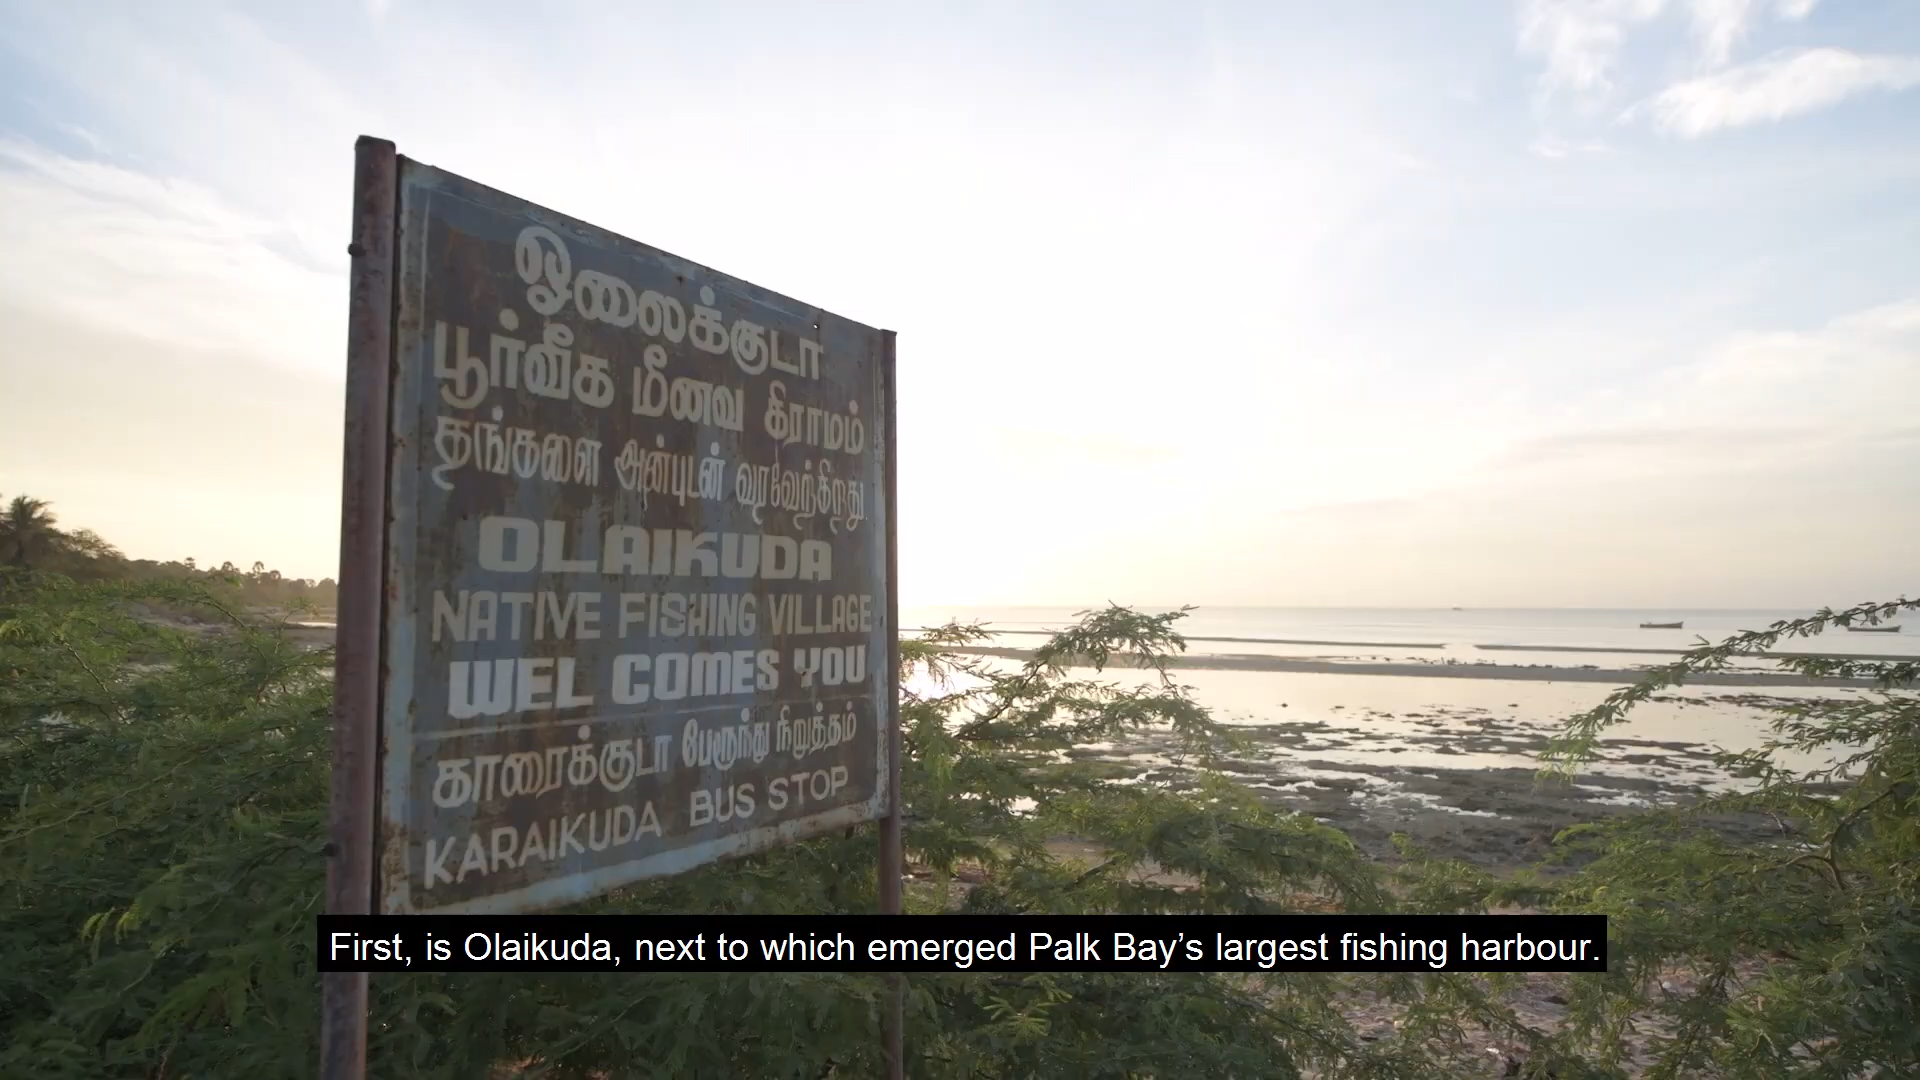 ஓலைக்குடா
பூர்வீக மீனவ கிராமம்
தங்களை அன்புடன் வரவேற்கிறது.
OLAIKUDA
NATIVE FISHING VILLAGE
WEL COMES YOU
காரைக்குடா பேரூந்து நிறுத்தம்
KARAIKUDA BUS STOP
First, is Olaikuda, next to which emerged Palk Bay’s largest fishing harbour.